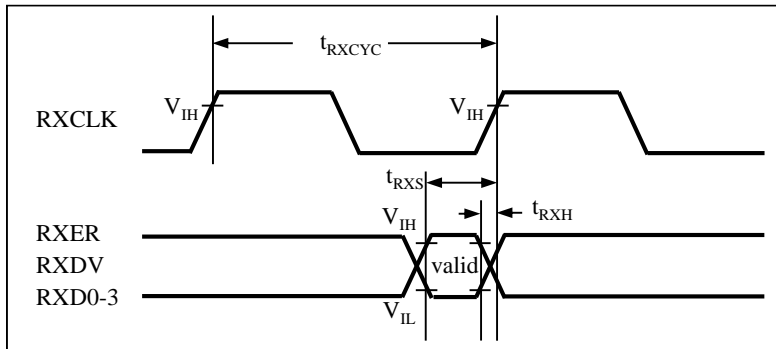 tRXCYC
RXCLK
VIH
VIH
tRXS
tRXH
VIH
RXER
RXDV
valid
RXD0-3
VIL